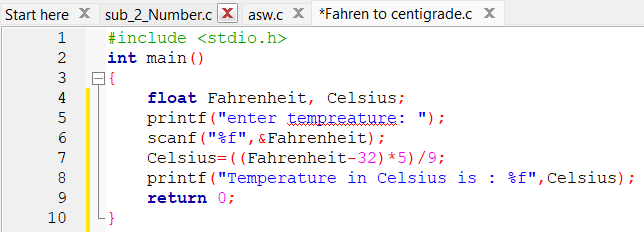 Start here X sub_2_Number.c X asw.c X *Fahren to centigrade.c X
1 #include <stdio.h>
2 int main()
3 {
4 float Fahrenheit, Celsius;
5 printf("enter tempreature: ");
6 scanf("%f",&Fahrenheit);
7 Celsius=((Fahrenheit-32)*5)/9;
8 printf("Temperature in Celsius is : %f",Celsius);
9 return 0;
10 }